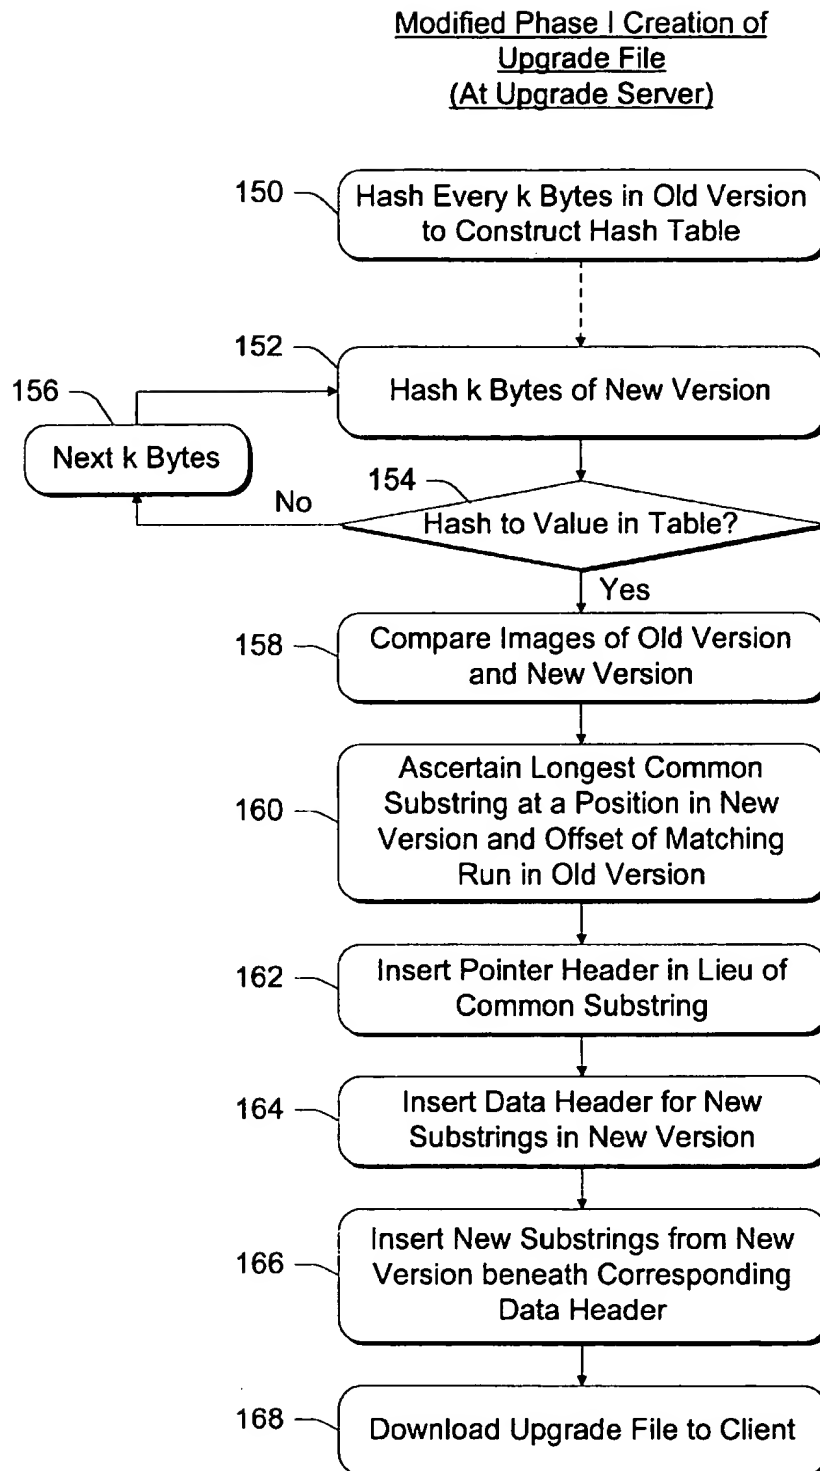 Modified Phase I Creation of
Upgrade File
(At Upgrade Server)
150
Hash Every k Bytes in Old Version
to Construct Hash Table
152
Hash k Bytes of New Version
156
Next k Bytes
No
154
Hash to Value in Table?
Yes
158
Compare Images of Old Version
and New Version
160
Ascertain Longest Common
Substring at a Position in New
Version and Offset of Matching
Run in Old Version
162
Insert Pointer Header in Lieu of
Common Substring
164
Insert Data Header for New
Substrings in New Version
166
Insert New Substrings from New
Version beneath Corresponding
Data Header
168
Download Upgrade File to Client